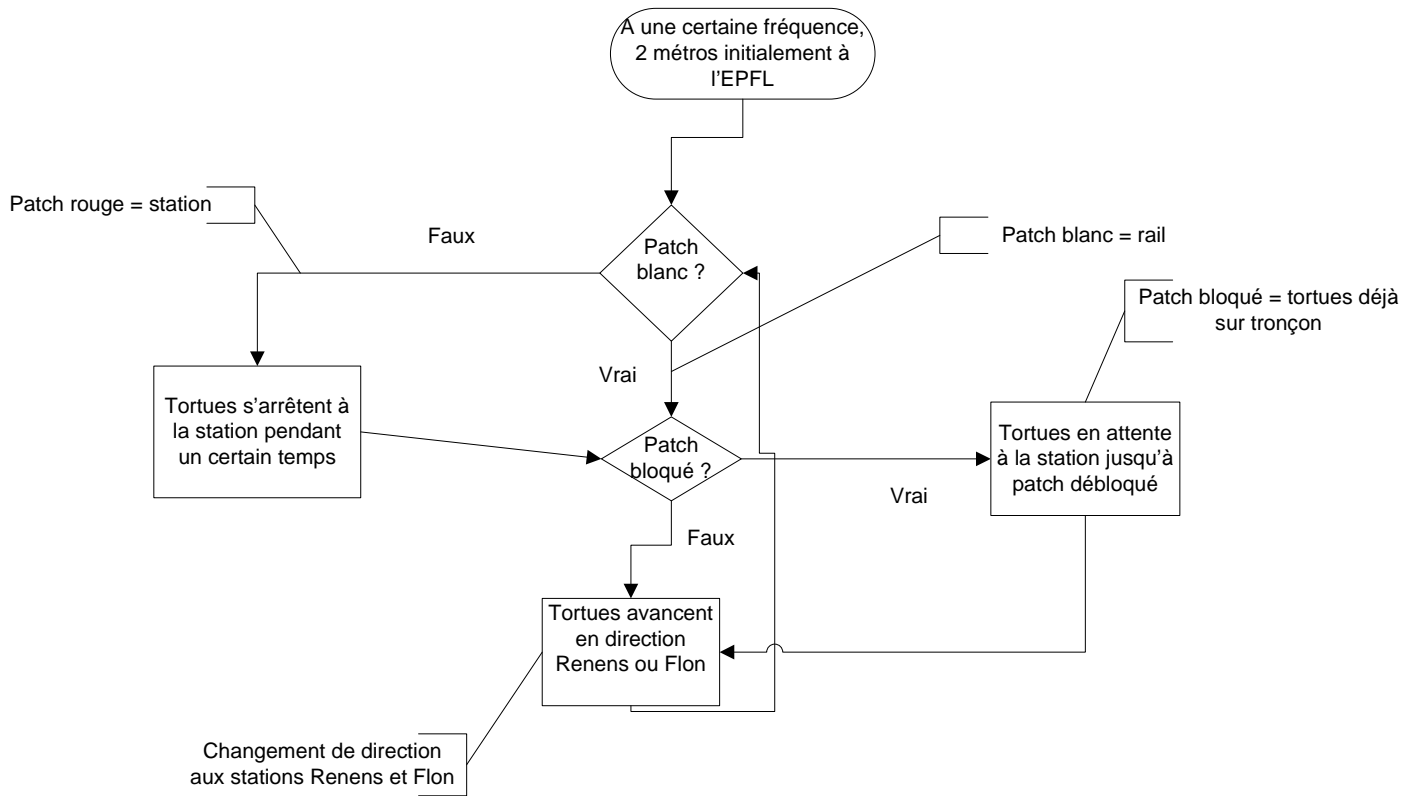 A une certaine fréquence,
2 métros initialement à
l'EPFL
Patch rouge = station
Faux
Patch
blanc ?
Patch blanc = rail
Patch bloqué = tortues déjà
sur tronçon
Vrai
Tortues s'arrêtent à
la station pendant
un certain temps
Patch
bloqué ?
Vrai
Tortues en attente
à la station jusqu'à
patch débloqué
Faux
Tortues avancent
en direction
Renens ou Flon
Changement de direction
aux stations Renens et Flon